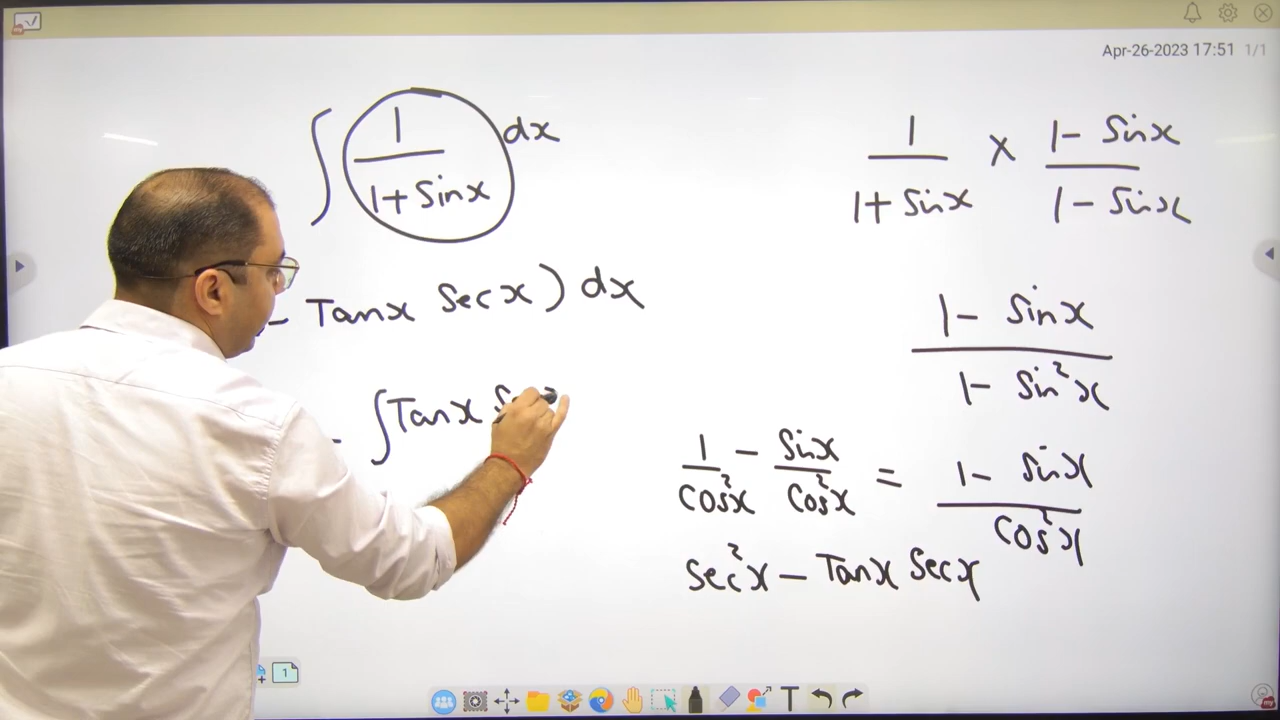 Apr-26-2023 17:51 1/1
∫ 1/(1+ Sinx) dx
- Tanx Secx) dx
- ∫Tanx
1/(1+ Sinx) × (1- Sinx)/(1- Sinx)
(1- Sinx)/(1- Sin²x)
1/Cos²x - Sinx/Cos²x = (1- Sinx)/Cos²x
Sec²x - Tanx Secx
1
T